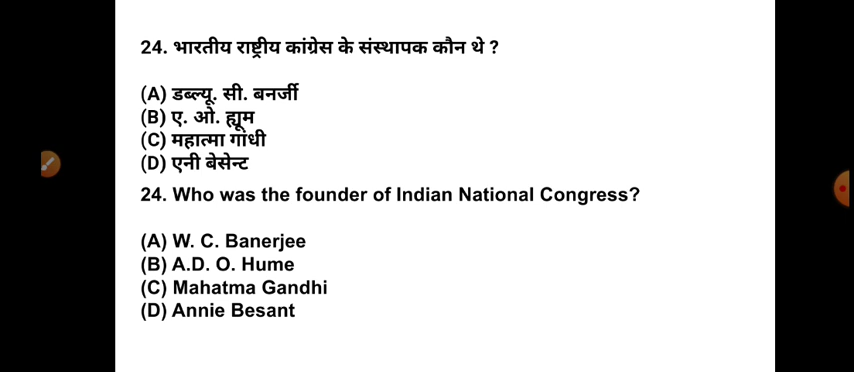 24. भारतीय राष्ट्रीय कांग्रेस के संस्थापक कौन थे ?
(A) डब्ल्यू. सी. बनर्जी
(B) ए. ओ. ह्यूम
(C) महात्मा गांधी
(D) एनी बेसेन्ट
24. Who was the founder of Indian National Congress?
(A) W. C. Banerjee
(B) A.D. O. Hume
(C) Mahatma Gandhi
(D) Annie Besant